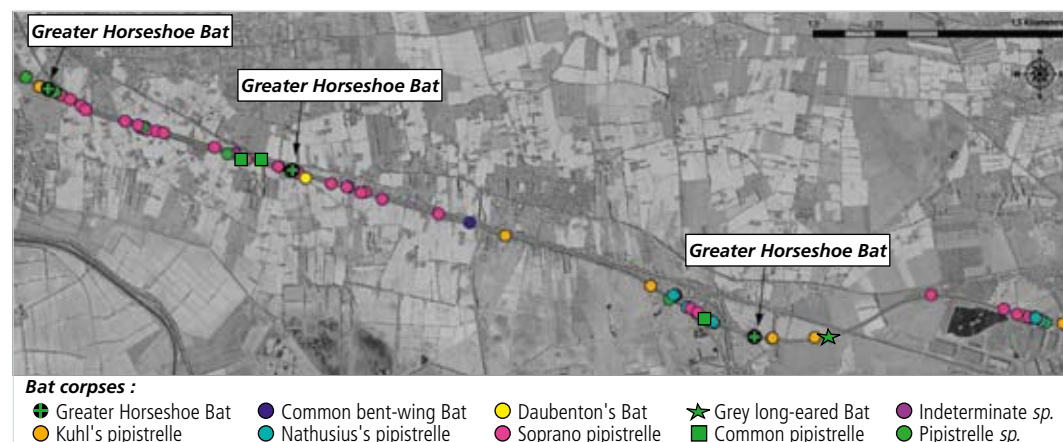 Greater Horseshoe Bat
Greater Horseshoe Bat
Greater Horseshoe Bat
Bat corpses :
Greater Horseshoe Bat
Common bent-wing Bat
Daubenton's Bat
Grey long-eared Bat
Indeterminate sp.
Kuhl's pipistrelle
Nathusius's pipistrelle
Soprano pipistrelle
Common pipistrelle
Pipistrelle sp.